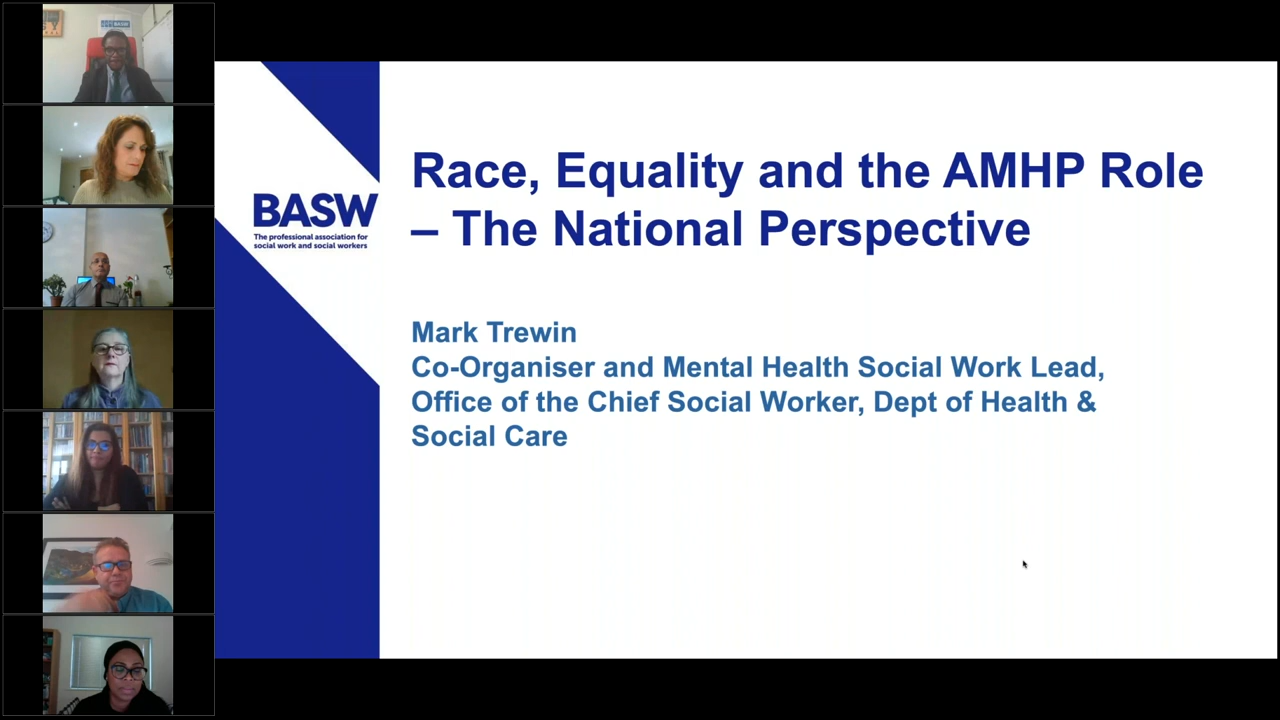 BASW
BASW
The professional association for
social work and social workers
Race, Equality and the AMHP Role
– The National Perspective
Mark Trewin
Co-Organiser and Mental Health Social Work Lead,
Office of the Chief Social Worker, Dept of Health &
Social Care